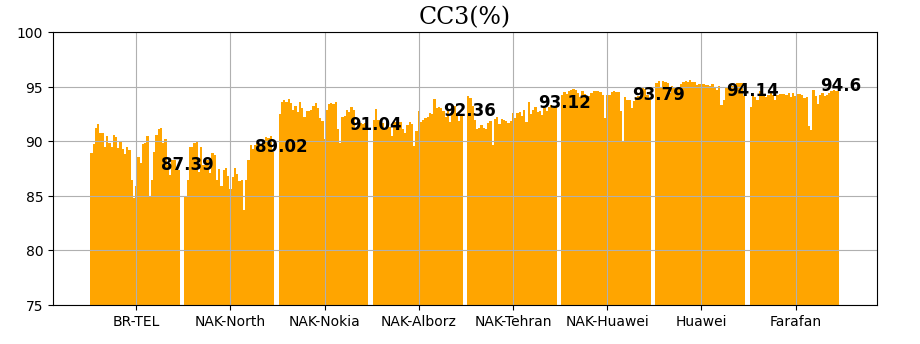 CC3(%)
100
95
90
85
80
75
87.39
89.02
91.04
92.36
93.12
93.79
94.14
94.6
BR-TEL
NAK-North
NAK-Nokia
NAK-Alborz
NAK-Tehran
NAK-Huawei
Huawei
Farafan